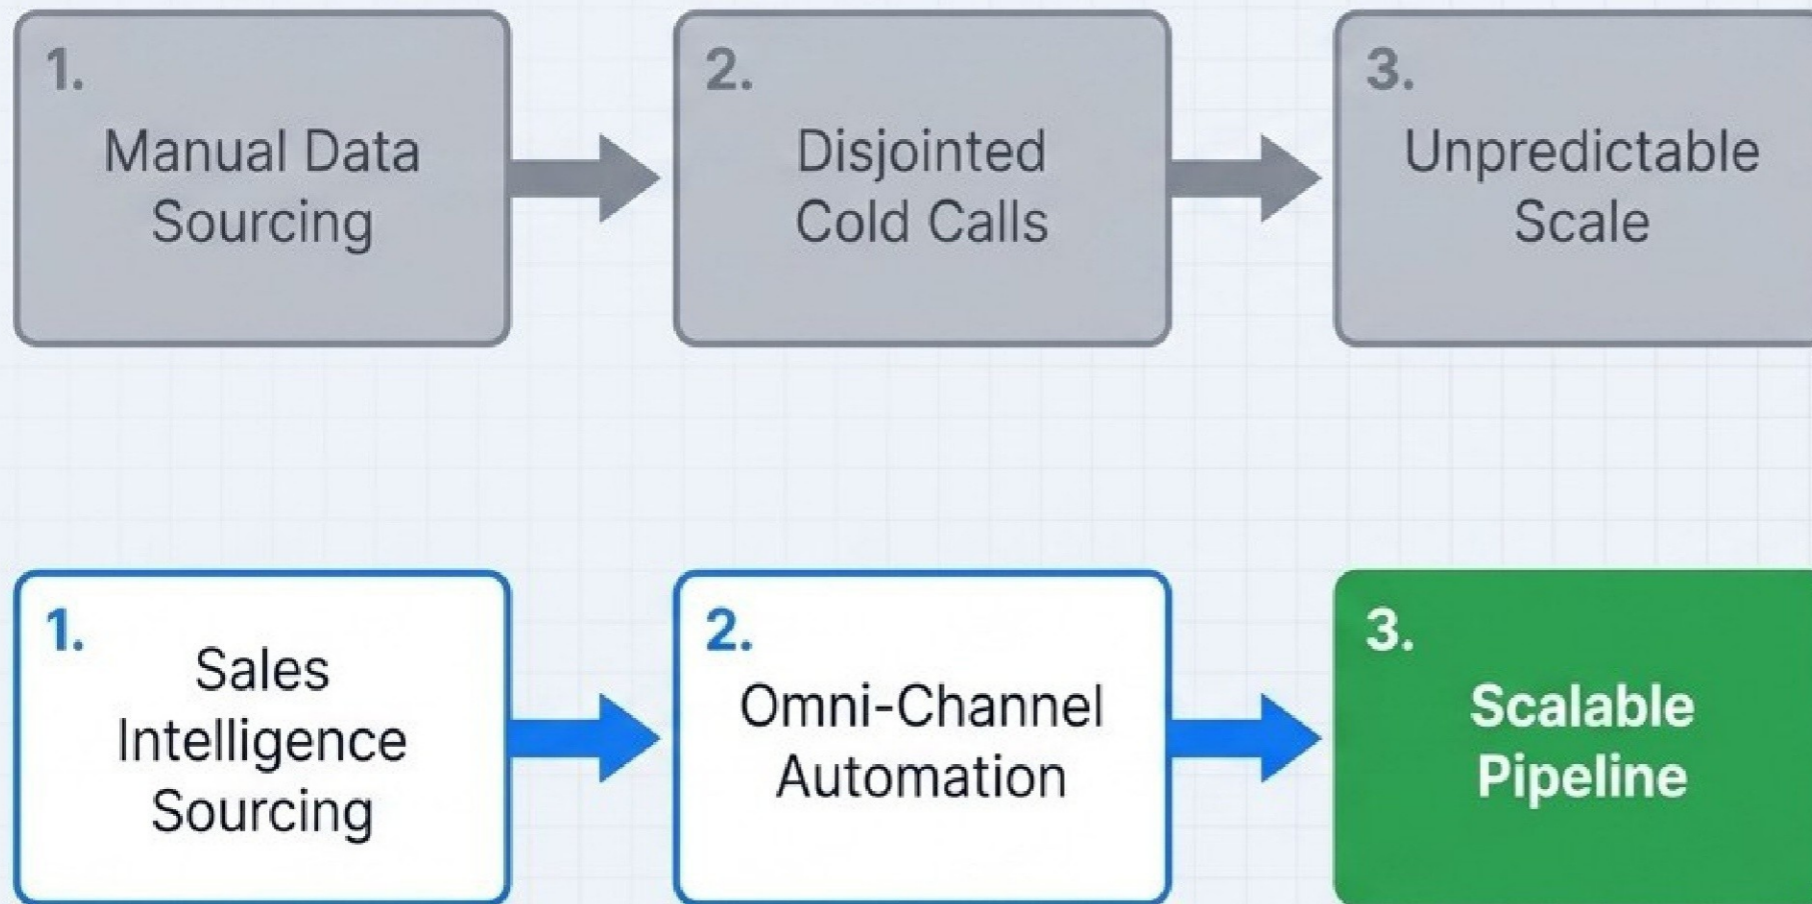 1.
Manual Data
Sourcing
2.
Disjointed
Cold Calls
3.
Unpredictable
Scale
1.
Sales
Intelligence
Sourcing
2.
Omni-Channel
Automation
3.
Scalable
Pipeline